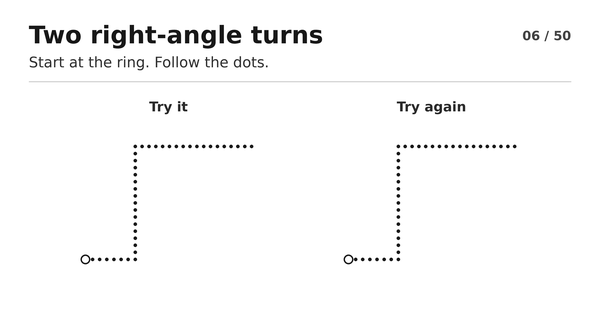 Two right-angle turns
06 / 50
Start at the ring. Follow the dots.
Try it
Try again